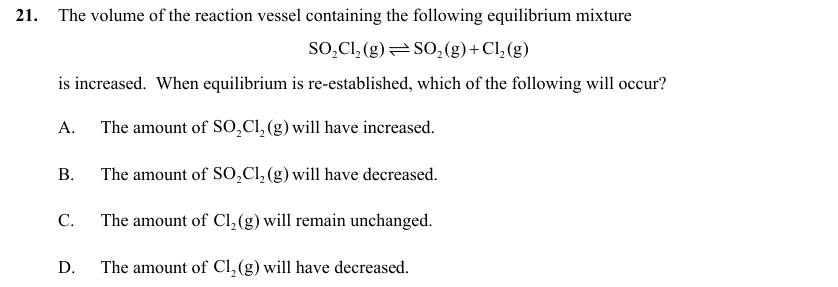 21. The volume of the reaction vessel containing the following equilibrium mixture
SO₂Cl₂(g)⇌SO₂(g)+Cl₂(g)
is increased. When equilibrium is re-established, which of the following will occur?
A. The amount of SO₂Cl₂(g) will have increased.
B. The amount of SO₂Cl₂(g) will have decreased.
C. The amount of Cl₂(g) will remain unchanged.
D. The amount of Cl₂(g) will have decreased.